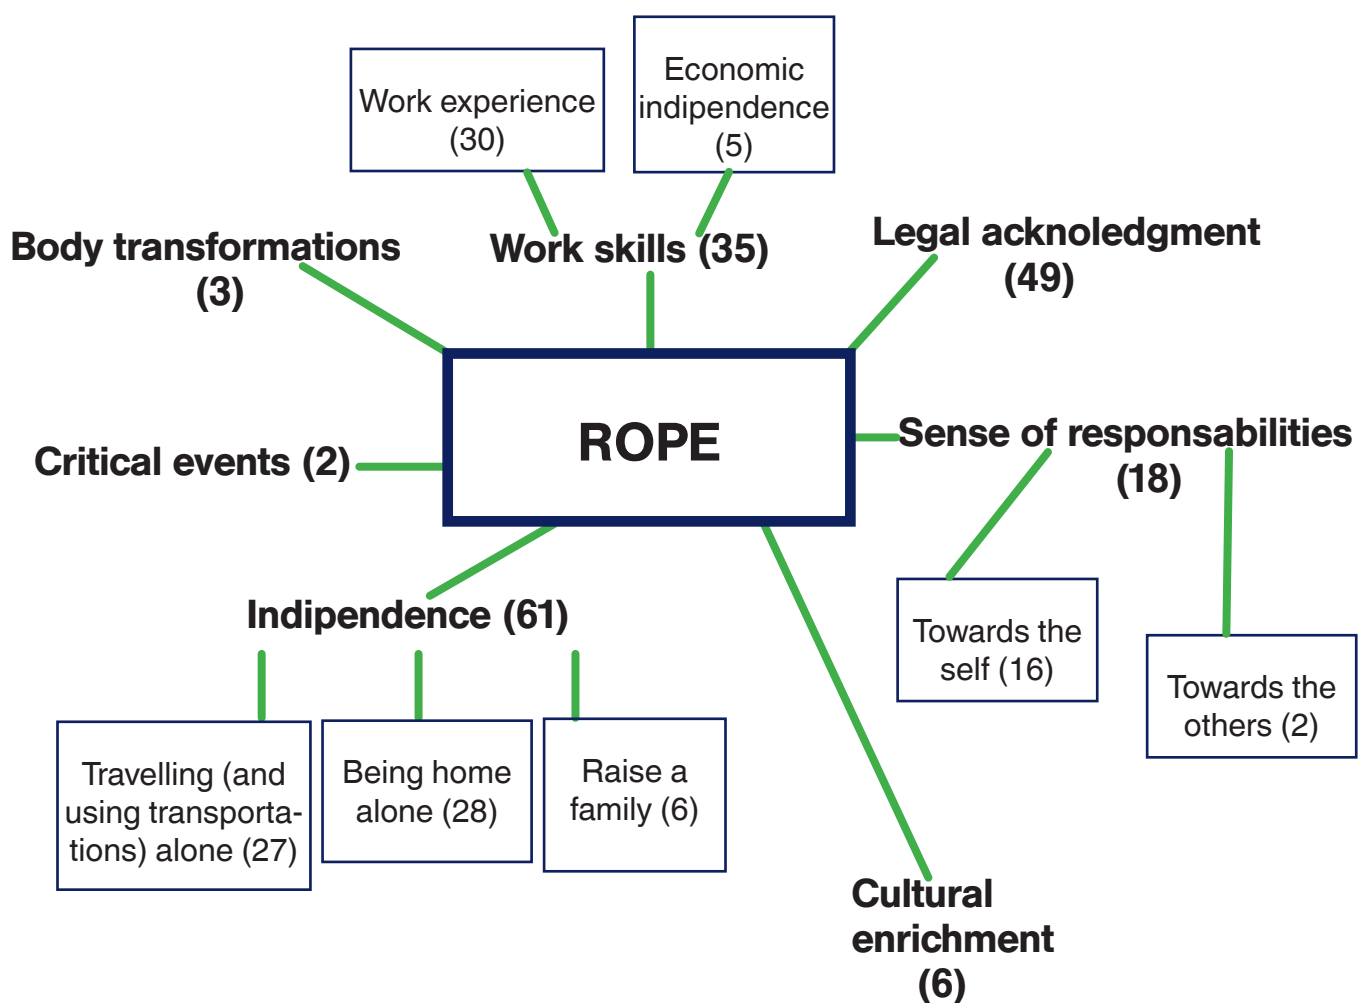 Work experience
(30)
Economic
indipendence
(5)
Body transformations
(3)
Work skills (35)
Legal acknoledgment
(49)
ROPE
Critical events (2)
Sense of responsabilities
(18)
Indipendence (61)
Towards the
self (16)
Towards the
others (2)
Travelling (and
using transporta-
tions) alone (27)
Being home
alone (28)
Raise a
family (6)
Cultural
enrichment
(6)